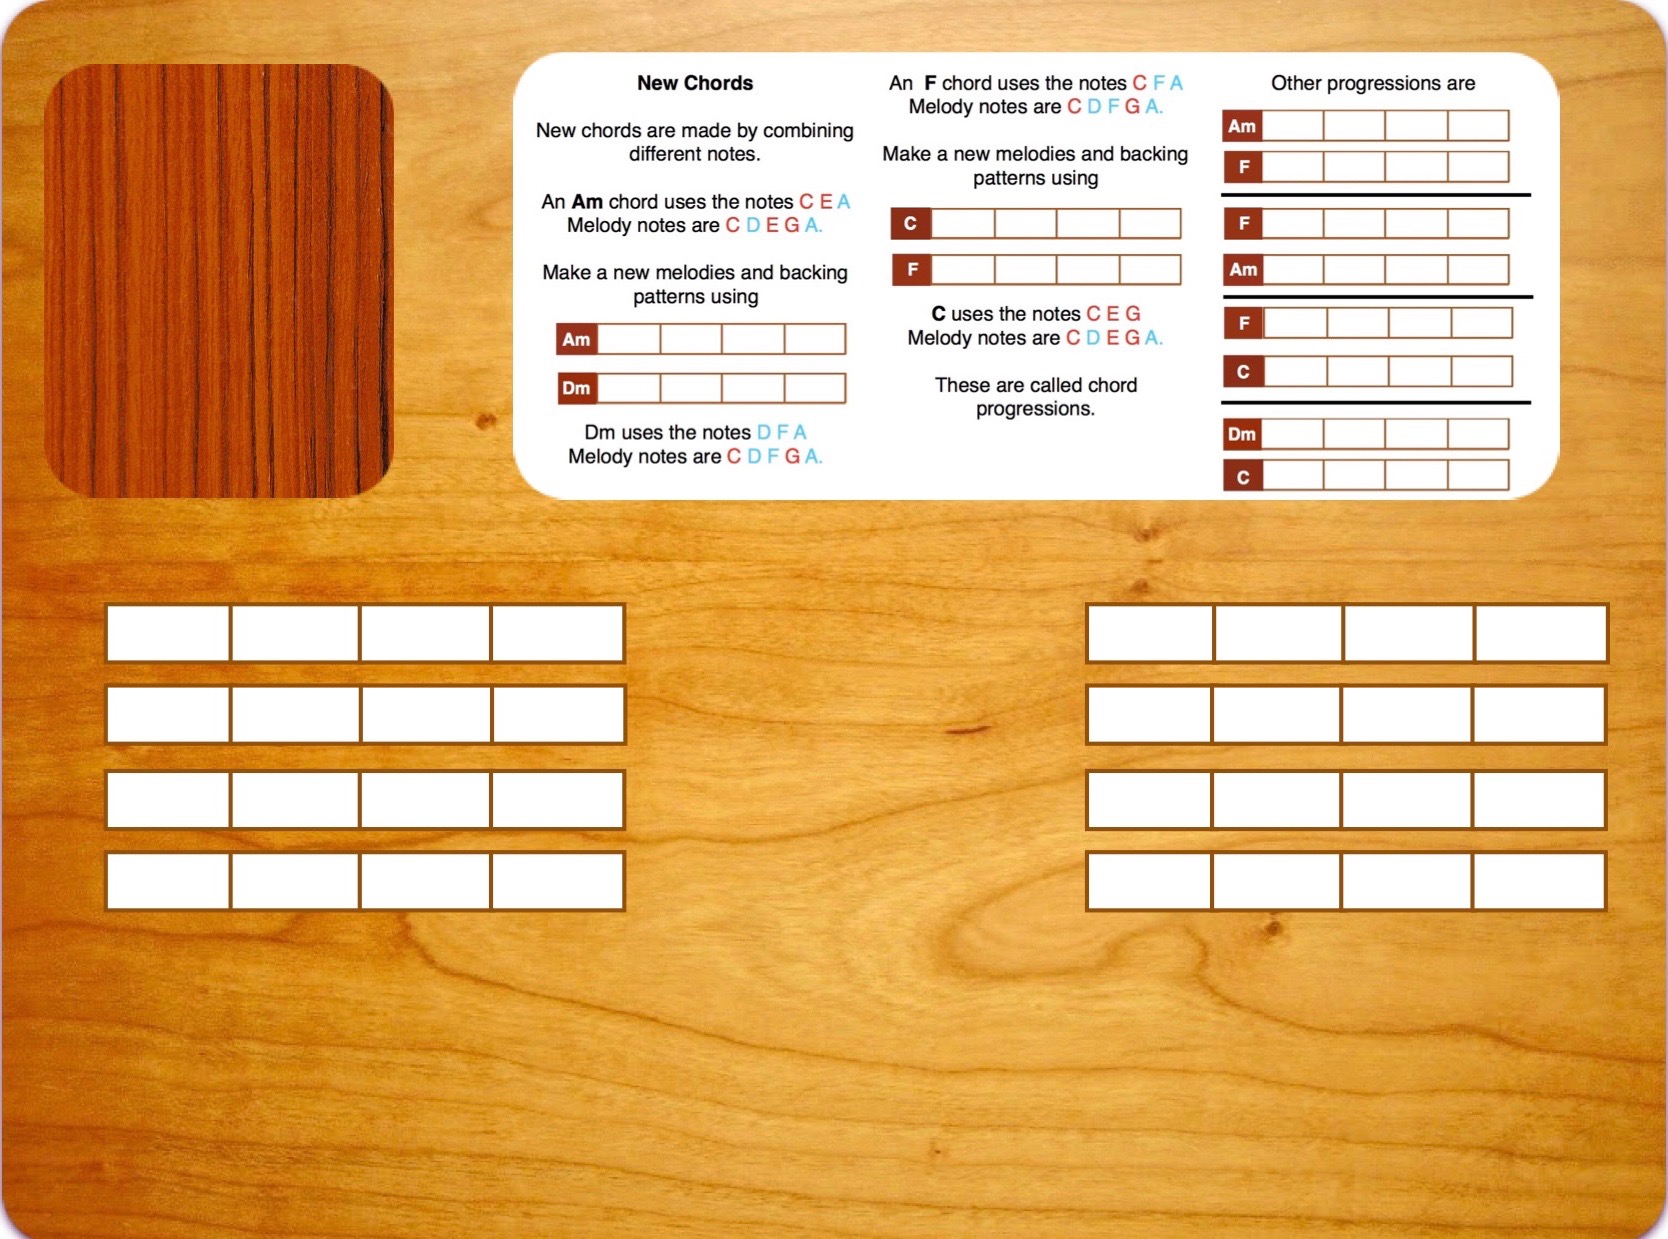 New Chords
New chords are made by combining
different notes.
An Am chord uses the notes C E A
Melody notes are C D E G A.
Make a new melodies and backing
patterns using
Am
Dm
Dm uses the notes D F A
Melody notes are C D F G A.
An F chord uses the notes C F A
Melody notes are C D F G A.
Make a new melodies and backing
patterns using
C
F
C uses the notes C E G
Melody notes are C D E G A.
These are called chord
progressions.
Other progressions are
Am
F
F
Am
F
C
Dm
C